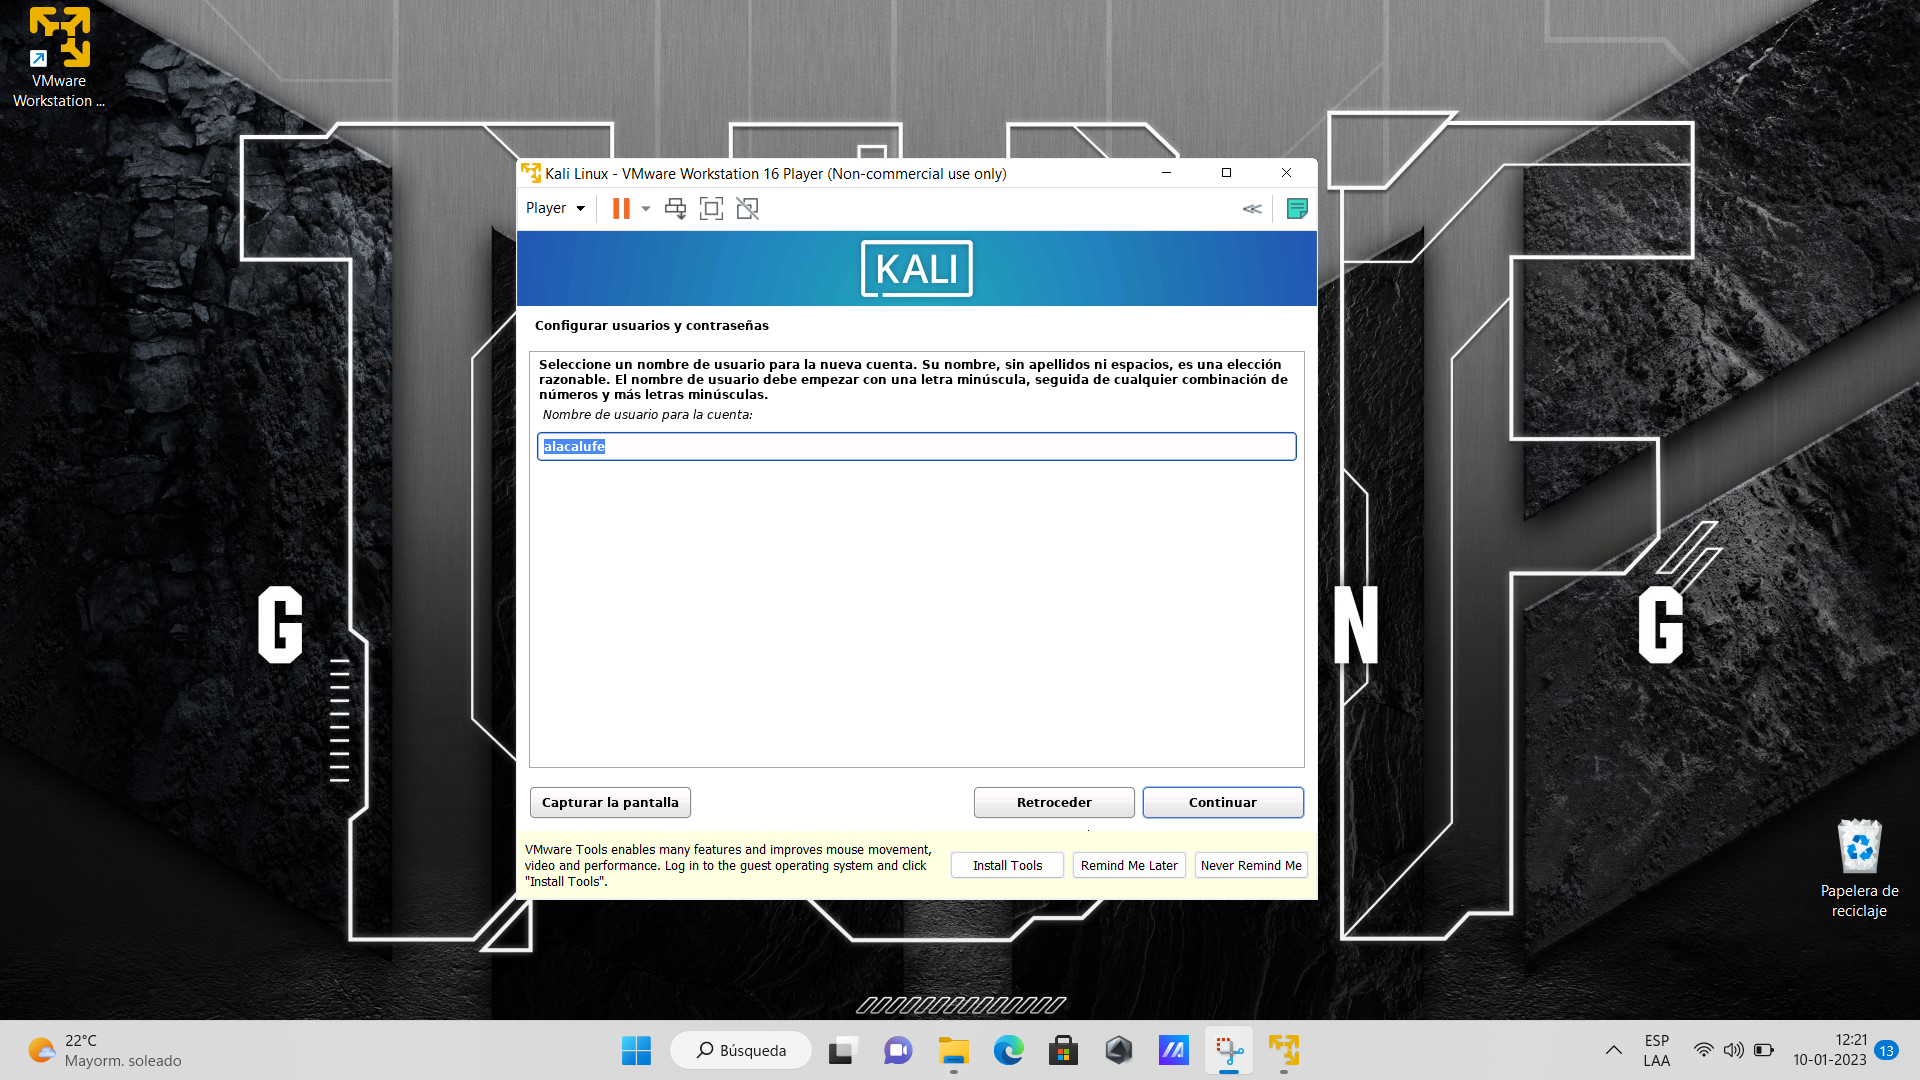 VMware
Workstation ...
Kali Linux - VMware Workstation 16 Player (Non-commercial use only)
Player
KALI
Configurar usuarios y contraseñas
Seleccione un nombre de usuario para la nueva cuenta. Su nombre, sin apellidos ni espacios, es una elección
razonable. El nombre de usuario debe empezar con una letra minúscula, seguida de cualquier combinación de
números y más letras minúsculas.
Nombre de usuario para la cuenta:
alacalufe
G
N
G
Capturar la pantalla
Retroceder
Continuar
VMware Tools enables many features and improves mouse movement,
video and performance. Log in to the guest operating system and click
"Install Tools".
Install Tools
Remind Me Later
Never Remind Me
Papelera de
reciclaje
22°C
Mayorm. soleado
Búsqueda
ESP
LAA
12:21
10-01-2023
13